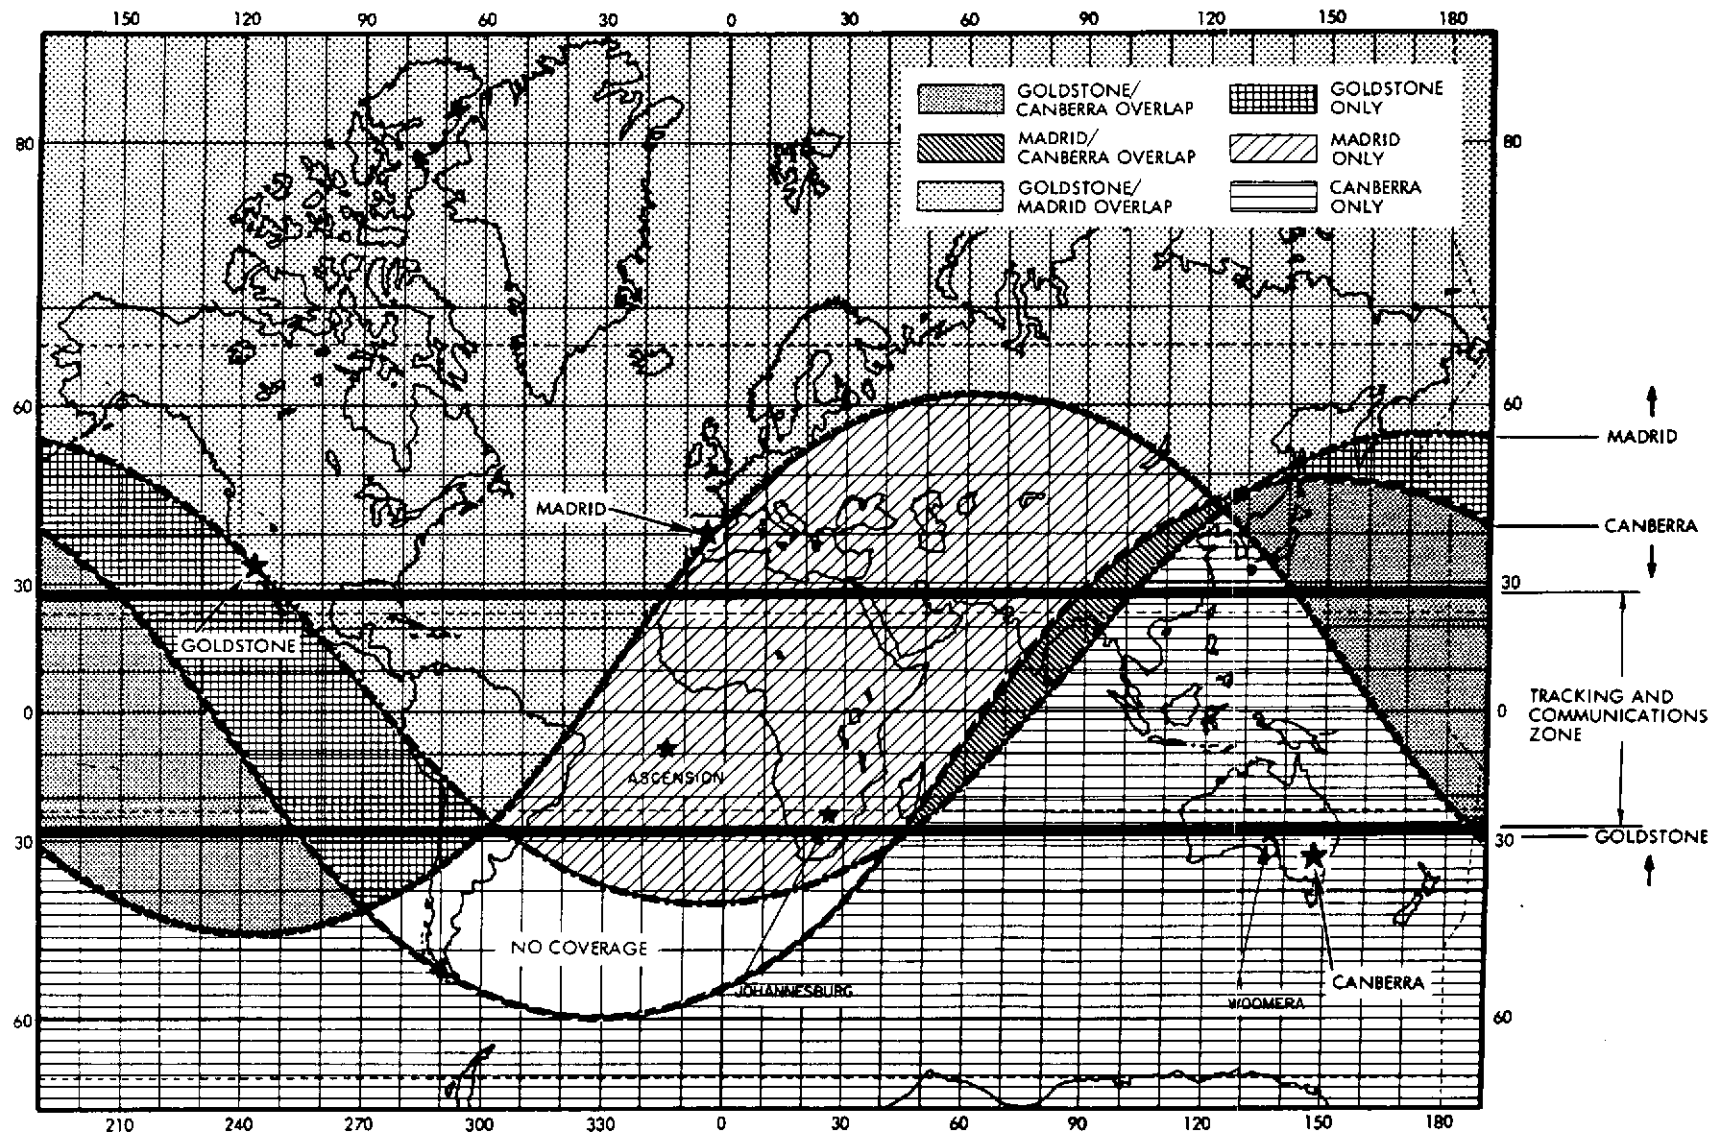 150 120 90 60 30 0 30 60 90 120 150 180
GOLDSTONE/
CANBERRA OVERLAP
GOLDSTONE
ONLY
MADRID/
CANBERRA OVERLAP
MADRID
ONLY
GOLDSTONE/
MADRID OVERLAP
CANBERRA
ONLY
80 80
60 60
MADRID
MADRID
CANBERRA
30 30
GOLDSTONE
TRACKING AND
COMMUNICATIONS
ZONE
0 0
ASCENSION
30 30
GOLDSTONE
NO COVERAGE
JOHANNESBURG
WOOMERA
CANBERRA
60 60
210 240 270 300 330 0 30 60 90 120 150 180